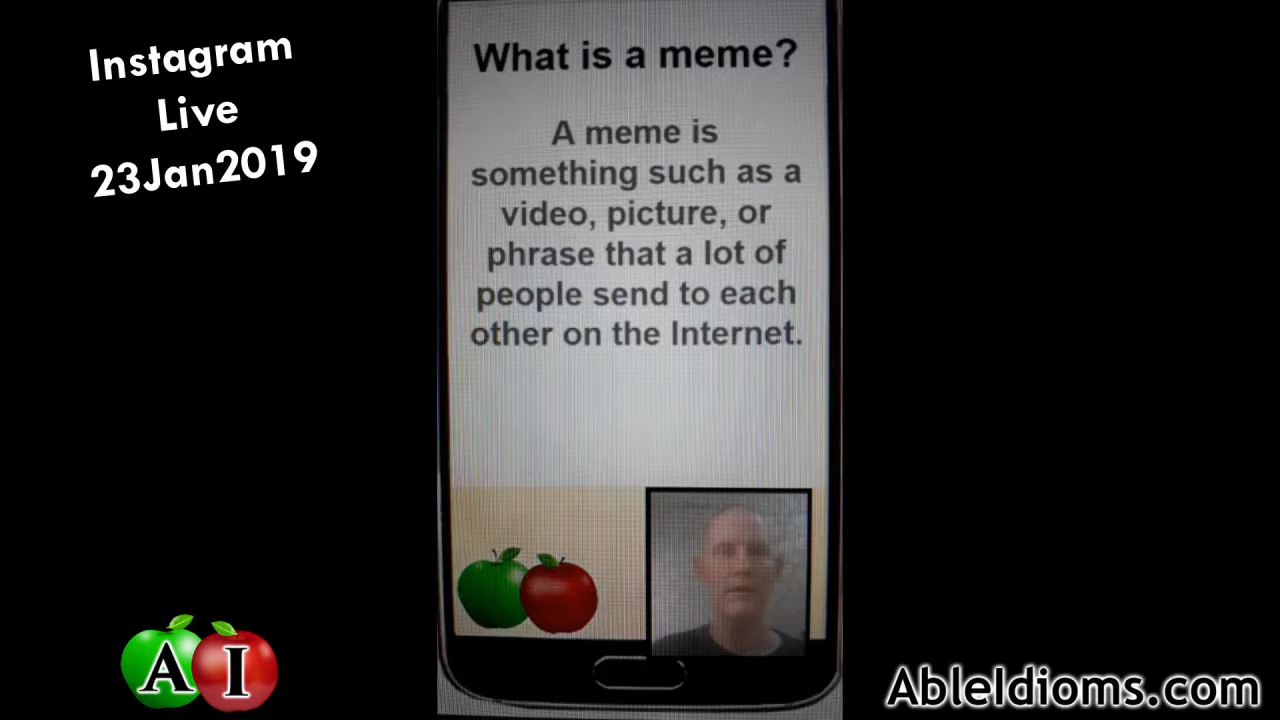 Instagram
Live
23Jan2019
What is a meme?
A meme is
something such as a
video, picture, or
phrase that a lot of
people send to each
other on the Internet.
A I
AbleIdioms.com